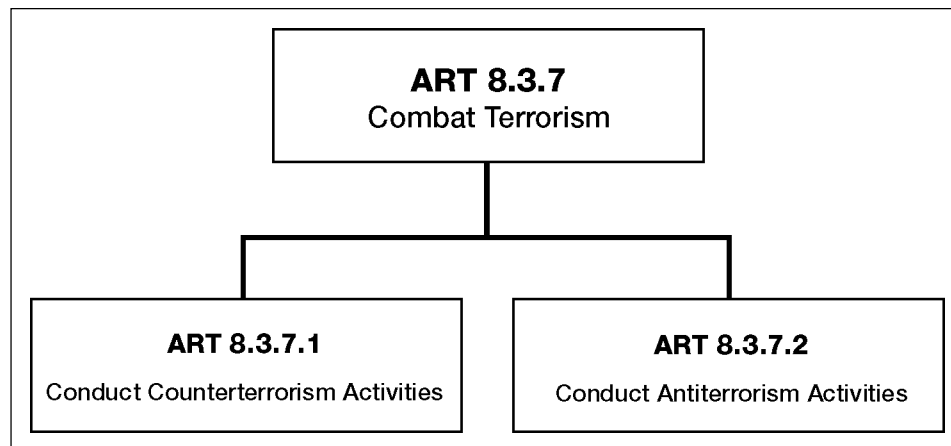 ART 8.3.7
Combat Terrorism
ART 8.3.7.1
Conduct Counterterrorism Activities
ART 8.3.7.2
Conduct Antiterrorism Activities